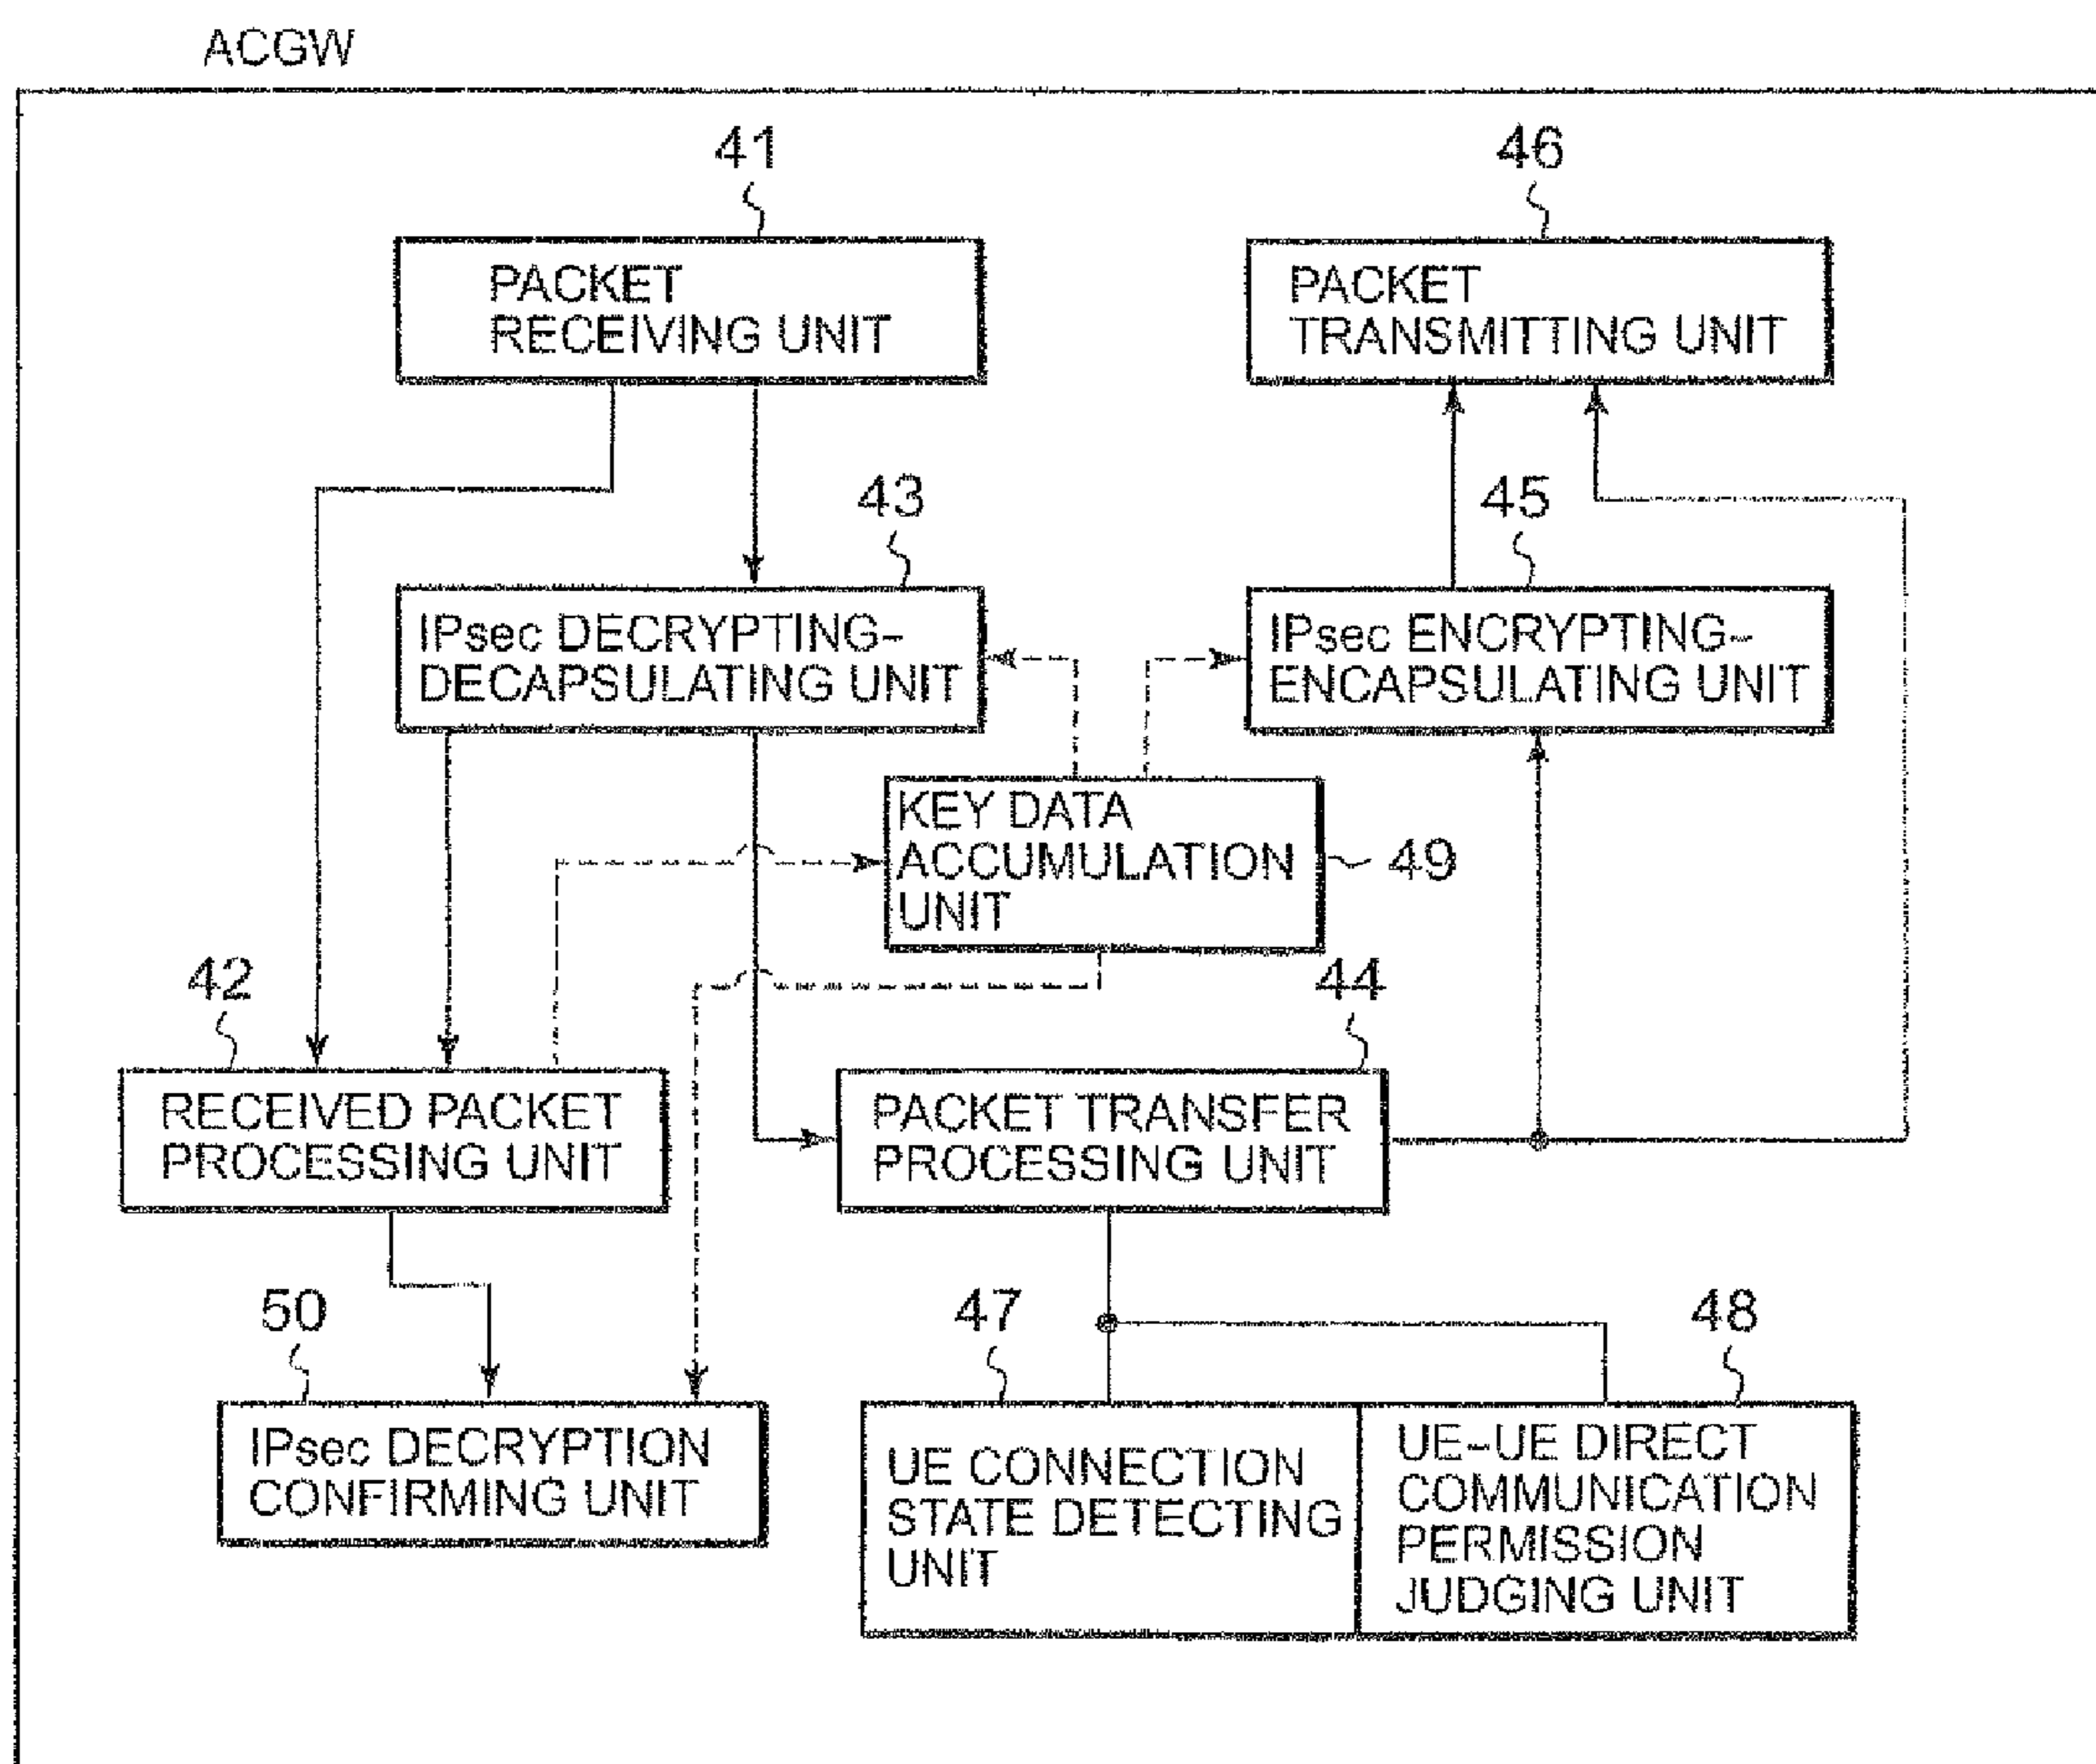 ACGW
41
46
PACKET
RECEIVING UNIT
PACKET
TRANSMITTING UNIT
43
45
IPsec DECRYPTING-
DECAPSULATING UNIT
IPsec ENCRYPTING-
ENCAPSULATING UNIT
KEY DATA
ACCUMULATION
UNIT
49
42
44
RECEIVED PACKET
PROCESSING UNIT
PACKET TRANSFER
PROCESSING UNIT
50
47
48
IPsec DECRYPTION
CONFIRMING UNIT
UE CONNECTION
STATE DETECTING
UNIT
UE-UE DIRECT
COMMUNICATION
PERMISSION
JUDGING UNIT